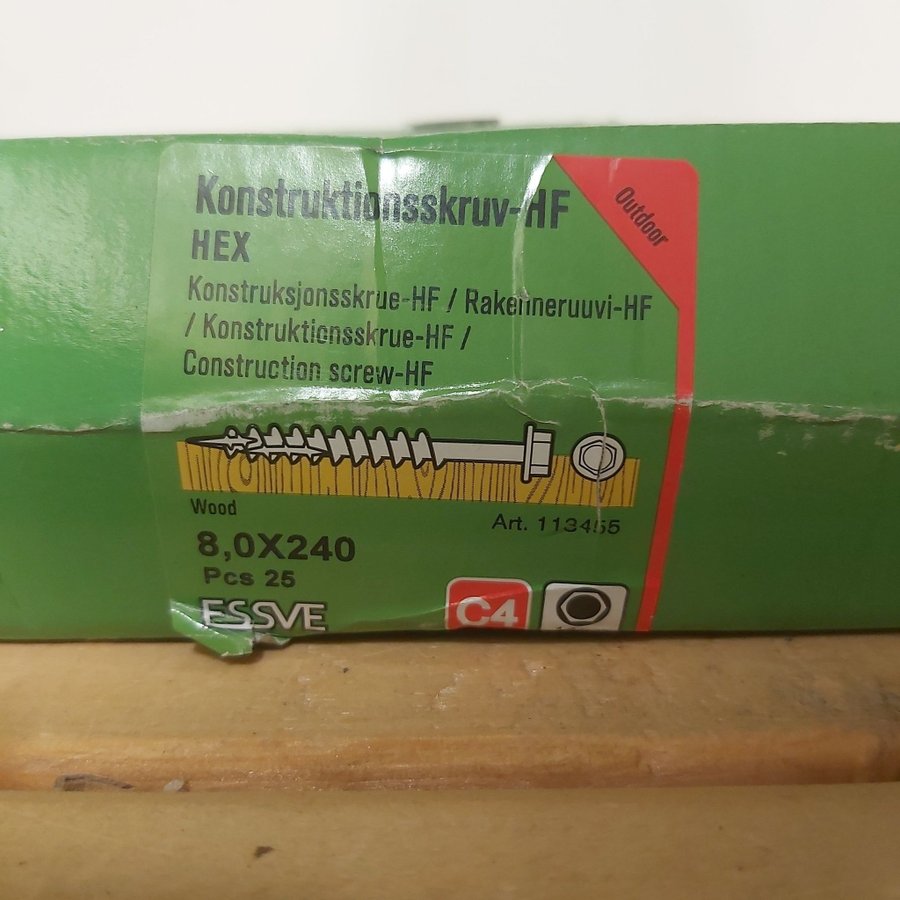 Konstruktionsskruv-HF
HEX
Outdoor
Konstruksjonsskrue-HF / Rakenneruuvi-HF
/ Konstruktionsskrue-HF /
Construction screw-HF
Wood
Art. 113455
8,0X240
Pcs 25
ESSVE
C4